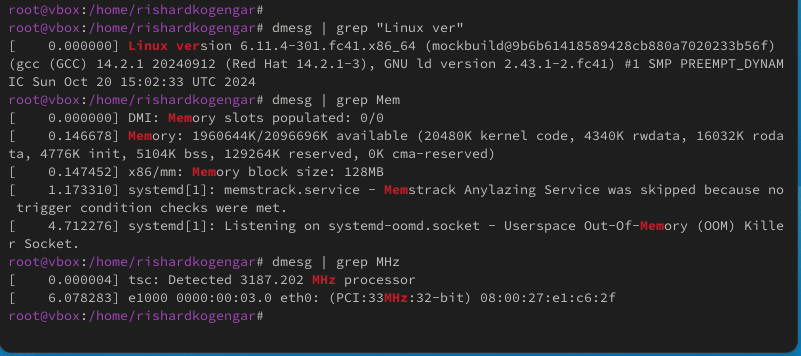 root@vbox:/home/rishardkogengar#
root@vbox:/home/rishardkogengar# dmesg | grep "Linux ver"
[    0.000000] Linux version 6.11.4-301.fc41.x86_64 (mockbuild@9b6b61418589428cb880a7020233b56f)
(gcc (GCC) 14.2.1 20240912 (Red Hat 14.2.1-3), GNU ld version 2.43.1-2.fc41) #1 SMP PREEMPT_DYNAM
IC Sun Oct 20 15:02:33 UTC 2024
root@vbox:/home/rishardkogengar# dmesg | grep Mem
[    0.000000] DMI: Memory slots populated: 0/0
[    0.146678] Memory: 1960644K/2096696K available (20480K kernel code, 4340K rwdata, 16032K roda
ta, 4776K init, 5104K bss, 129264K reserved, 0K cma-reserved)
[    0.147452] x86/mm: Memory block size: 128MB
[    1.173310] systemd[1]: memstrack.service - Memstrack Anylazing Service was skipped because no
 trigger condition checks were met.
[    4.712276] systemd[1]: Listening on systemd-oomd.socket - Userspace Out-Of-Memory (OOM) Kille
r Socket.
root@vbox:/home/rishardkogengar# dmesg | grep MHz
[    0.000004] tsc: Detected 3187.202 MHz processor
[    6.078283] e1000 0000:00:03.0 eth0: (PCI:33MHz:32-bit) 08:00:27:e1:c6:2f
root@vbox:/home/rishardkogengar#